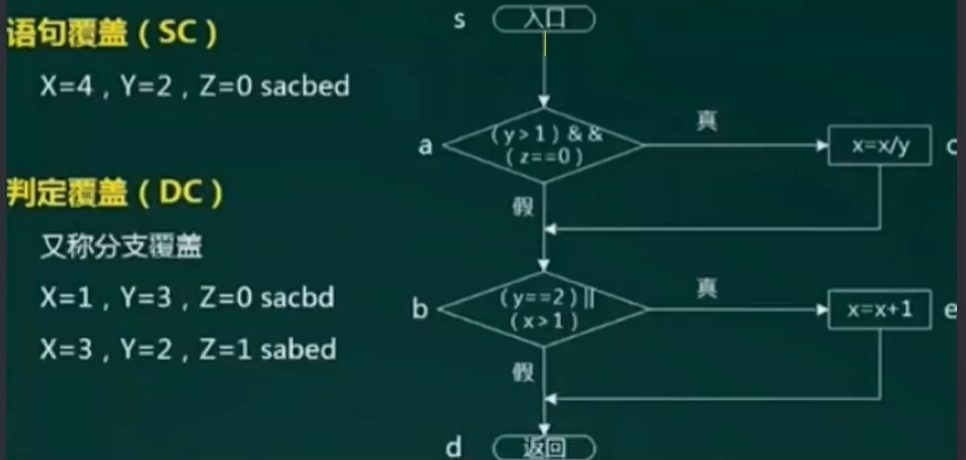 语句覆盖（SC）
X=4，Y=2，Z=0 sacbed
判定覆盖（DC）
又称分支覆盖
X=1，Y=3，Z=0 sacbd
X=3，Y=2，Z=1 sabed
s
入口
a
(y>1)&&
(z==0)
真
x=x/y
c
假
b
(y==2)||
(x>1)
真
x=x+1
e
假
d
返回